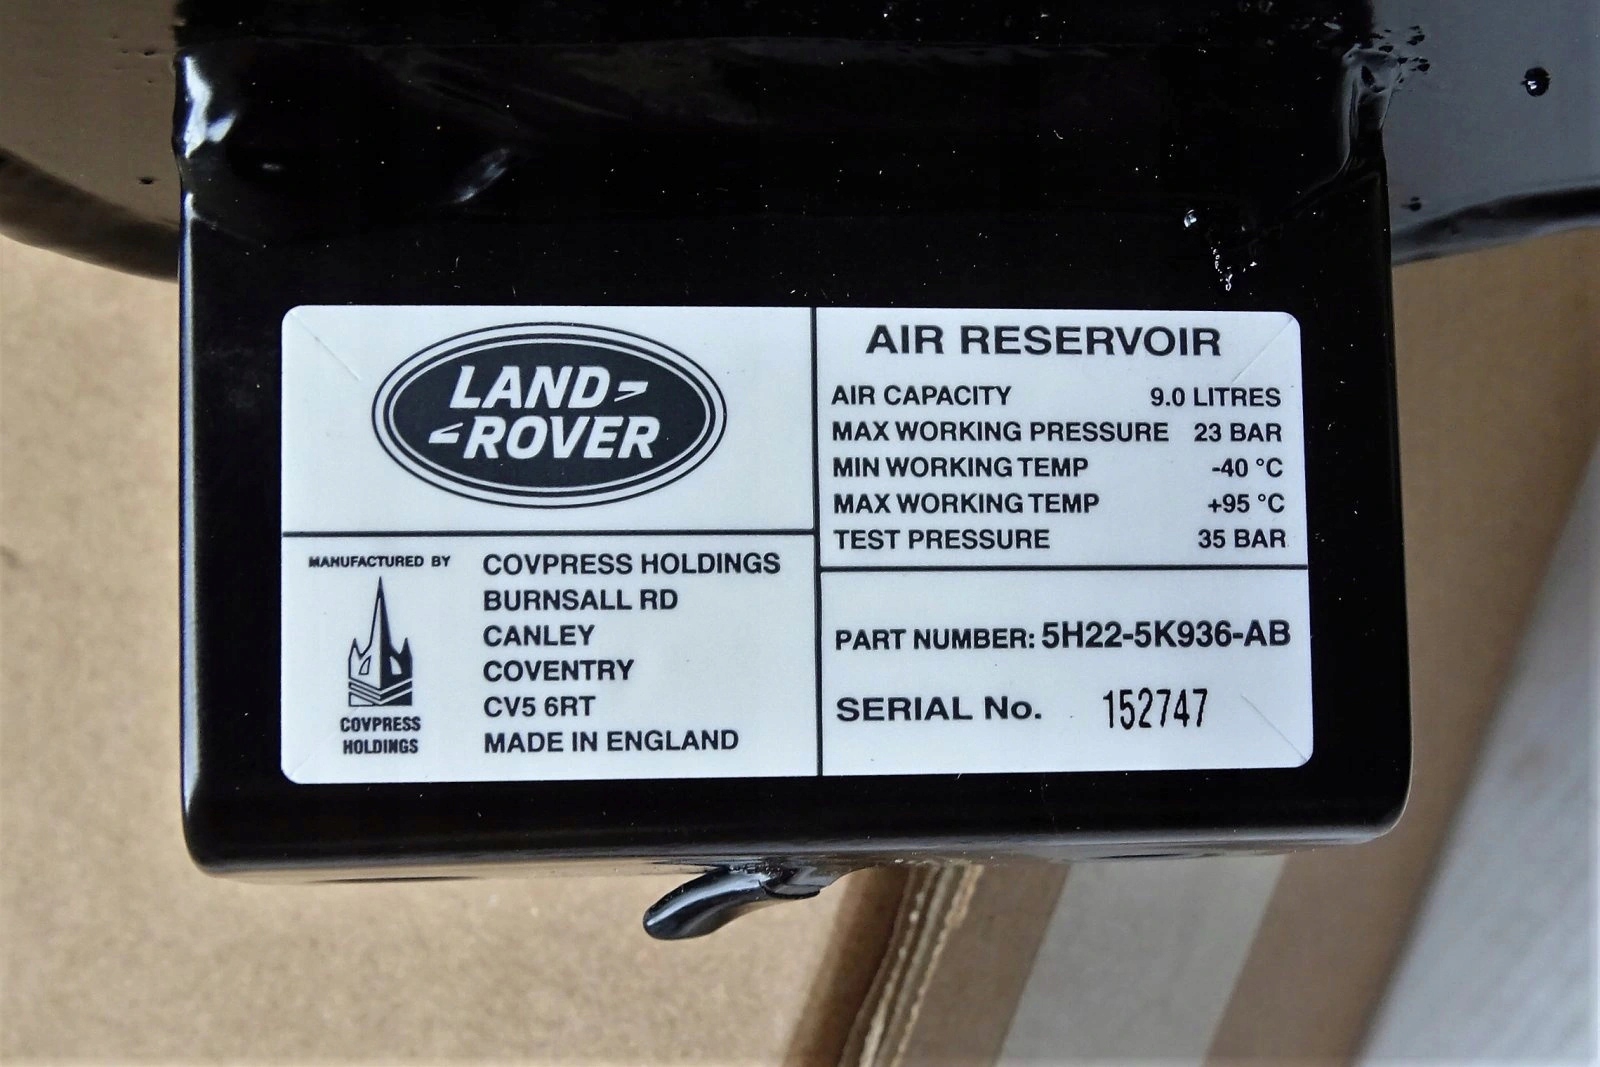 LAND-
-ROVER
MANUFACTURED BY
COVPRESS
HOLDINGS
COVPRESS HOLDINGS
BURNSALL RD
CANLEY
COVENTRY
CV5 6RT
MADE IN ENGLAND
AIR RESERVOIR
AIR CAPACITY 9.0 LITRES
MAX WORKING PRESSURE 23 BAR
MIN WORKING TEMP -40 °C
MAX WORKING TEMP +95 °C
TEST PRESSURE 35 BAR
PART NUMBER: 5H22-5K936-AB
SERIAL No. 152747